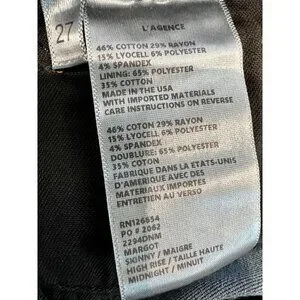 27
L'AGENCE
46% COTTON 29% RAYON
15% LYOCELL 6% POLYESTER
4% SPANDEX
LINING: 65% POLYESTER
35% COTTON
MADE IN THE USA
WITH IMPORTED MATERIALS
CARE INSTRUCTIONS ON REVERSE
46% COTON 29% RAYON
15% LYOCELL 6% POLYESTER
4% SPANDEX
DOUBLURE: 65% POLYESTER
35% COTON
FABRIQUE DANS LA ETATS-UNIS
D'AMERIQUE AVEC DES
MATERIAUX IMPORTES
ENTRETIEN AU VERSO
RN126654
PO # 2062
2294DNM
MARGOT
SKINNY / MAIGRE
HIGH RISE / TAILLE HAUTE
MIDNIGHT / MINUIT